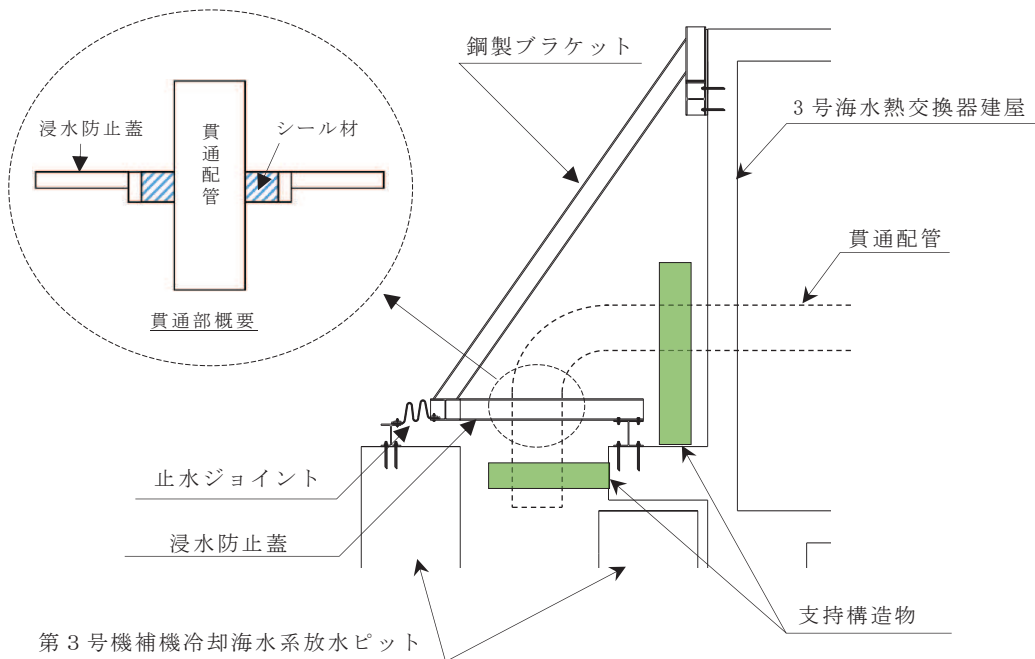 鋼製ブラケット
3号海水熱交換器建屋
浸水防止蓋
シール材
貫通配管
貫通部概要
貫通配管
止水ジョイント
浸水防止蓋
支持構造物
第3号機補機冷却海水系放水ピット